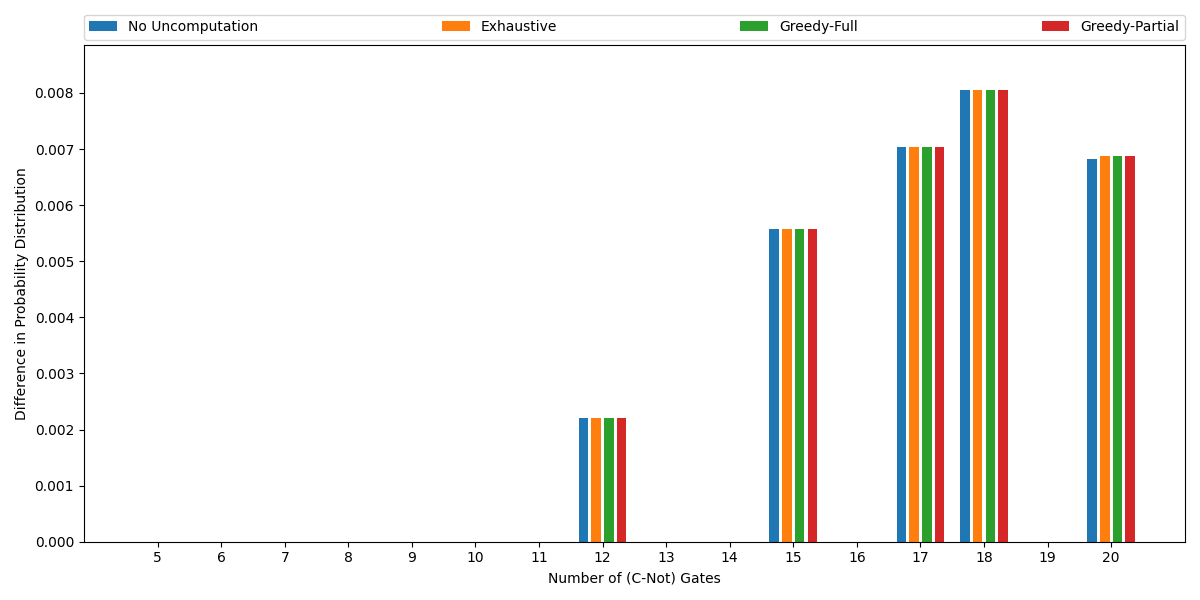 No Uncomputation Exhaustive Greedy-Full Greedy-Partial
Difference in Probability Distribution
0.008
0.007
0.006
0.005
0.004
0.003
0.002
0.001
0.000
5 6 7 8 9 10 11 12 13 14 15 16 17 18 19 20
Number of (C-Not) Gates